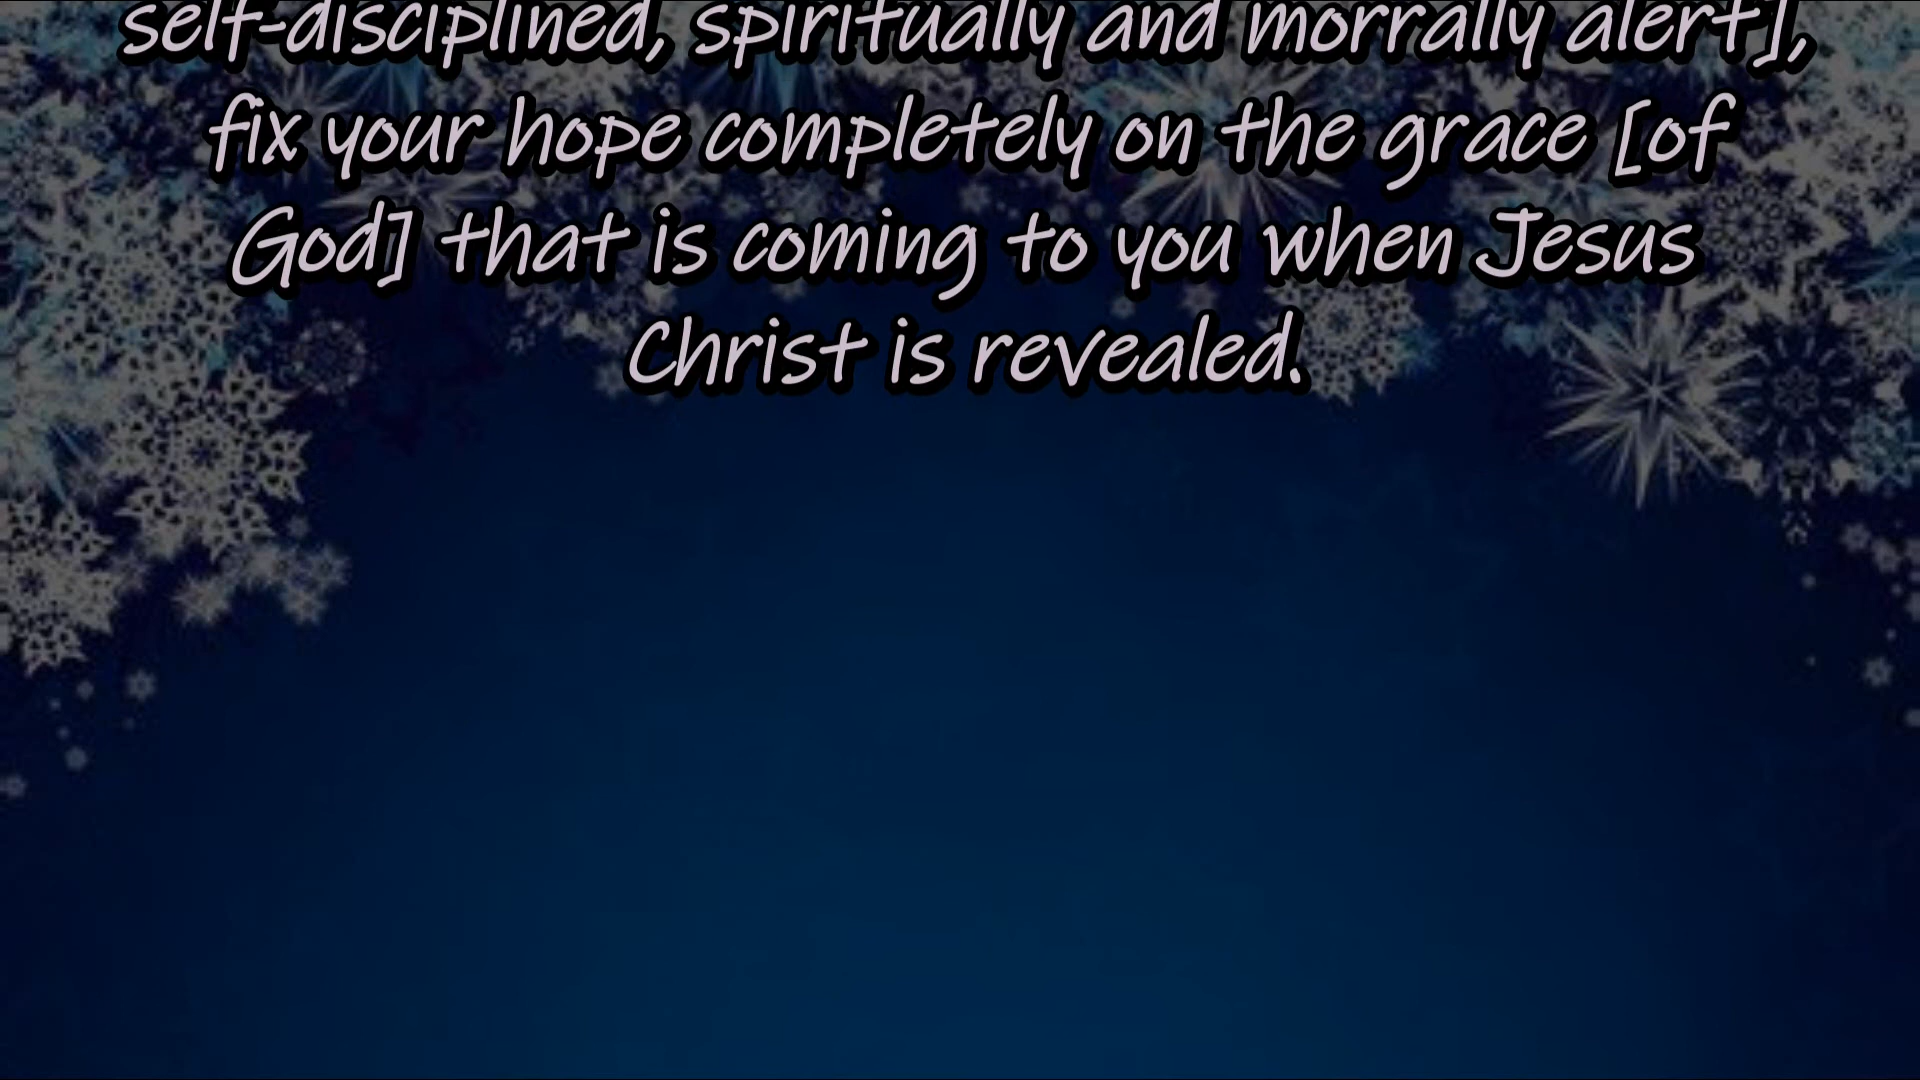 self-disciplined, spiritually and morrally alert],
fix your hope completely on the grace [of
God] that is coming to you when Jesus
Christ is revealed.